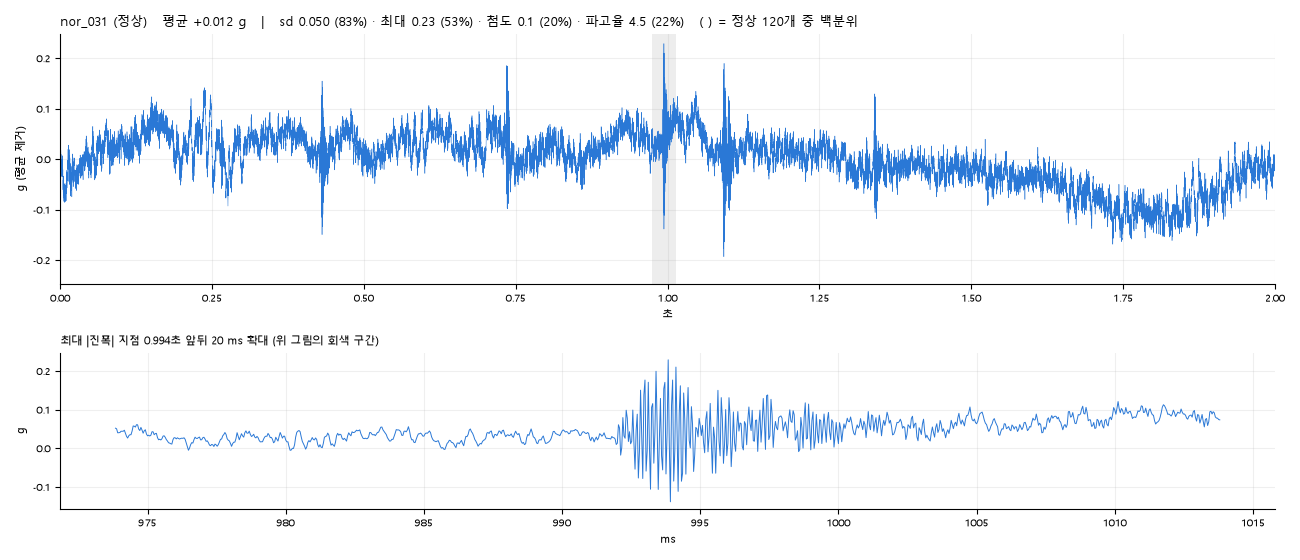 nor_031 (정상)    평균 +0.012 g    |    sd 0.050 (83%) · 최대 0.23 (53%) · 첨도 0.1 (20%) · 파고율 4.5 (22%)    ( ) = 정상 120개 중 백분위
0.2
0.1
0.0
-0.1
-0.2
g (평균 제거)
0.00 0.25 0.50 0.75 1.00 1.25 1.50 1.75 2.00
초
최대 |진폭| 지점 0.994초 앞뒤 20 ms 확대 (위 그림의 회색 구간)
0.2
0.1
0.0
-0.1
g
975 980 985 990 995 1000 1005 1010 1015
ms